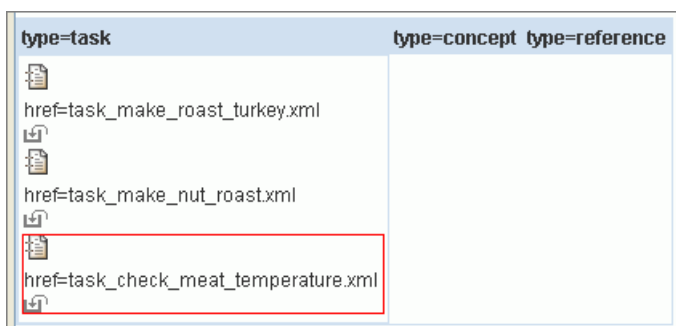 type=task type=concept type=reference
href=task_make_roast_turkey.xml
href=task_make_nut_roast.xml
href=task_check_meat_temperature.xml